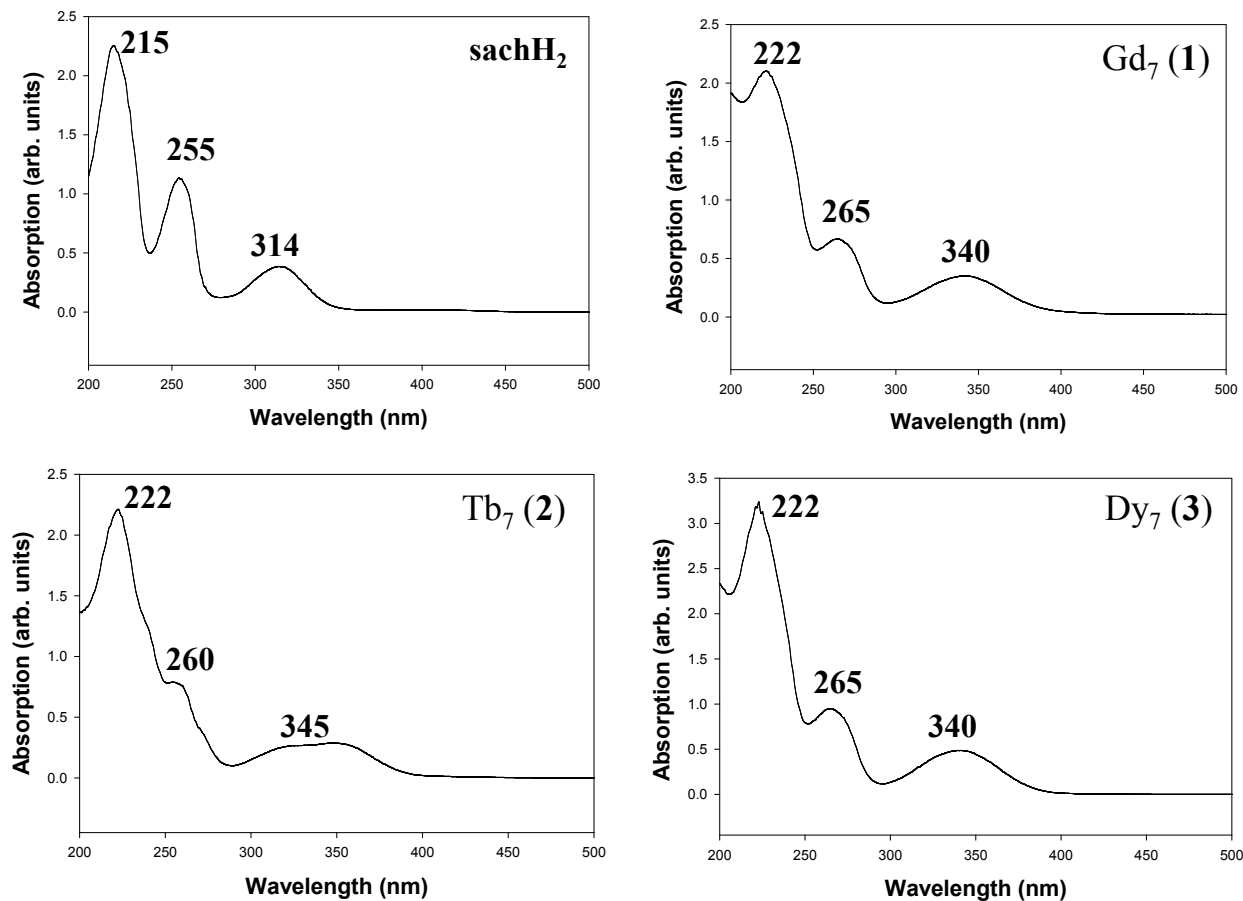 sachH₂
215
255
314
2.5
2.0
1.5
1.0
0.5
0.0
Absorption (arb. units)
200 250 300 350 400 450 500
Wavelength (nm)
Gd₇ (1)
222
265
340
2.5
2.0
1.5
1.0
0.5
0.0
Absorption (arb. units)
200 250 300 350 400 450 500
Wavelength (nm)
Tb₇ (2)
222
260
345
2.5
2.0
1.5
1.0
0.5
0.0
Absorption (arb. units)
200 250 300 350 400 450 500
Wavelength (nm)
Dy₇ (3)
222
265
340
3.5
3.0
2.5
2.0
1.5
1.0
0.5
0.0
Absorption (arb. units)
200 250 300 350 400 450 500
Wavelength (nm)